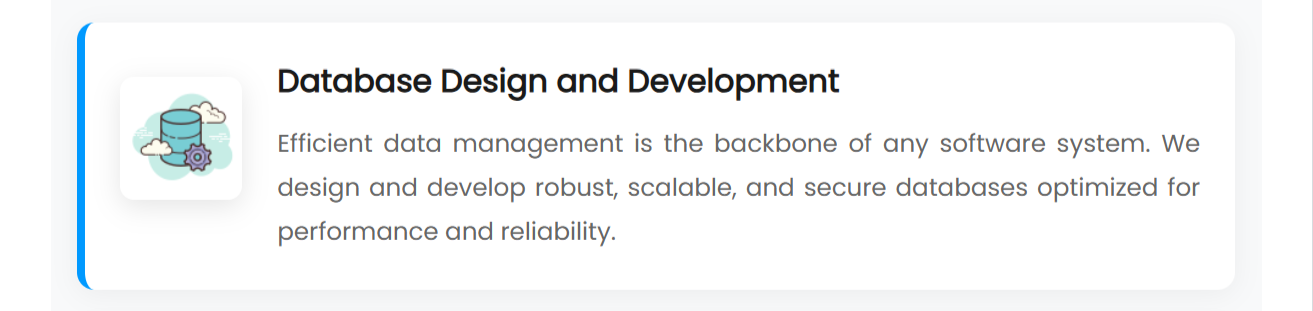 Database Design and Development
Efficient data management is the backbone of any software system. We
design and develop robust, scalable, and secure databases optimized for
performance and reliability.